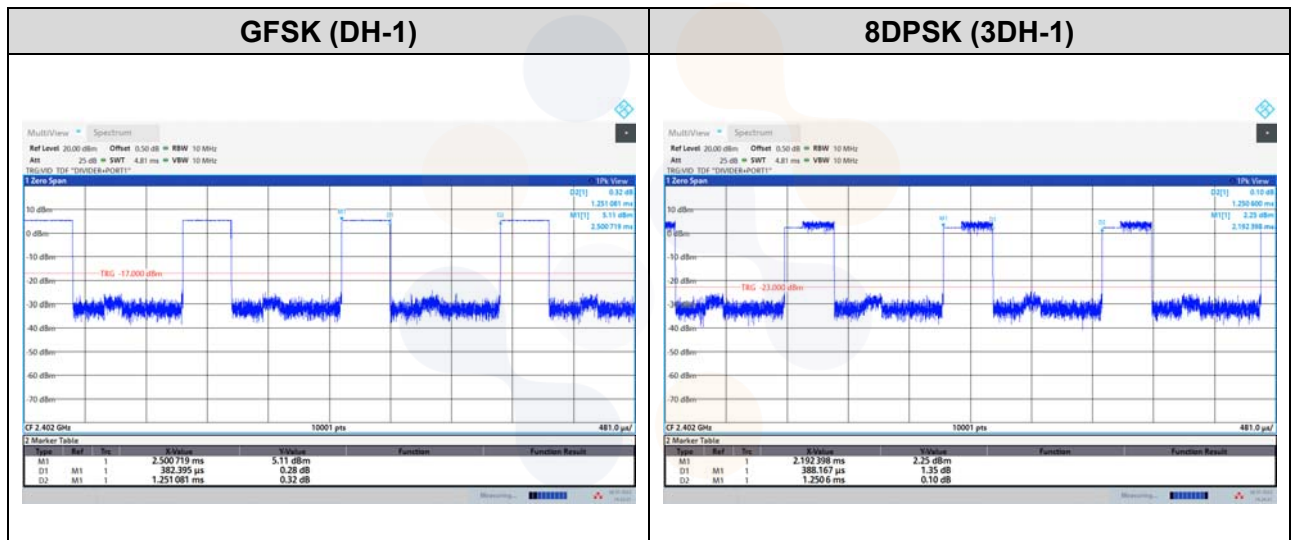 GFSK (DH-1)
8DPSK (3DH-1)
MultiView Spectrum
Ref Level 20.00 dBm Offset 0.50 dB RBW 10 MHz
Att 25 dB SWT 4.81 ms VBW 10 MHz
TRG:VID TDF "DIVIDER+PORT1"
1 Zero Span 1Pk View
D2[1] 0.32 dB
1.251 081 ms
M1[1] 5.11 dBm
2.500 719 ms
M1 D1 D2
10 dBm
0 dBm
-10 dBm
TRG -17.000 dBm
-20 dBm
-30 dBm
-40 dBm
-50 dBm
-60 dBm
-70 dBm
CF 2.402 GHz 10001 pts 481.0 µs/
2 Marker Table
Type Ref Trc X-Value Y-Value Function Function Result
M1 1 2.500 719 ms 5.11 dBm
D1 M1 1 382.395 µs 0.28 dB
D2 M1 1 1.251 081 ms 0.32 dB
Measuring...
MultiView Spectrum
Ref Level 20.00 dBm Offset 0.50 dB RBW 10 MHz
Att 25 dB SWT 4.81 ms VBW 10 MHz
TRG:VID TDF "DIVIDER+PORT1"
1 Zero Span 1Pk View
D2[1] 0.10 dB
1.250 600 ms
M1[1] 2.25 dBm
2.192 398 ms
M1 D1 D2
10 dBm
0 dBm
-10 dBm
-20 dBm
TRG -23.000 dBm
-30 dBm
-40 dBm
-50 dBm
-60 dBm
-70 dBm
CF 2.402 GHz 10001 pts 481.0 µs/
2 Marker Table
Type Ref Trc X-Value Y-Value Function Function Result
M1 1 2.192 398 ms 2.25 dBm
D1 M1 1 388.167 µs 1.35 dB
D2 M1 1 1.250 6 ms 0.10 dB
Measuring...